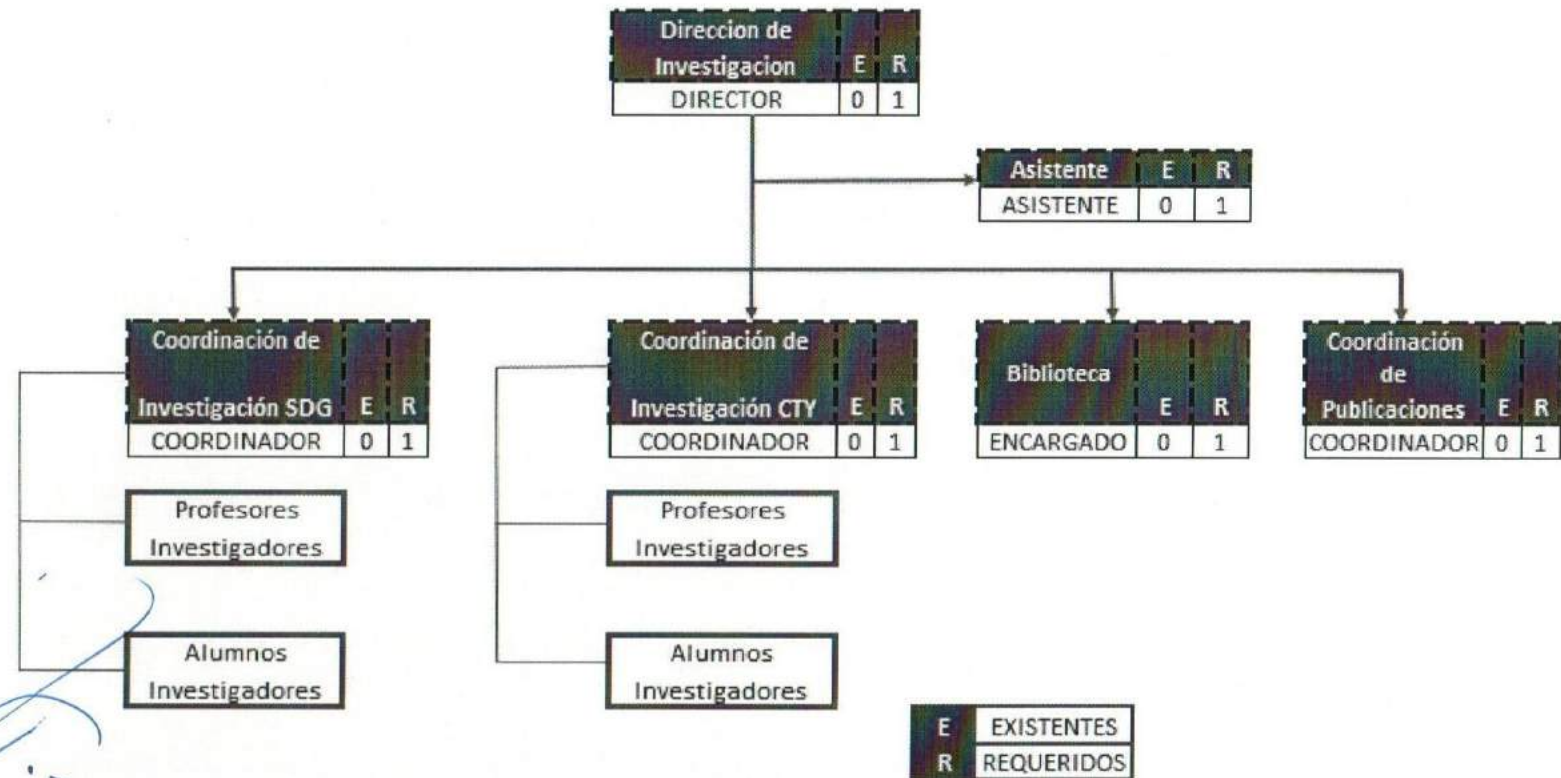 Direccion de
Investigacion E R
DIRECTOR 0 1
Asistente E R
ASISTENTE 0 1
Coordinación de
Investigación SDG E R
COORDINADOR 0 1
Profesores
Investigadores
Alumnos
Investigadores
Coordinación de
Investigación CTY E R
COORDINADOR 0 1
Profesores
Investigadores
Alumnos
Investigadores
Biblioteca
E R
ENCARGADO 0 1
Coordinación
de
Publicaciones E R
COORDINADOR 0 1
E EXISTENTES
R REQUERIDOS